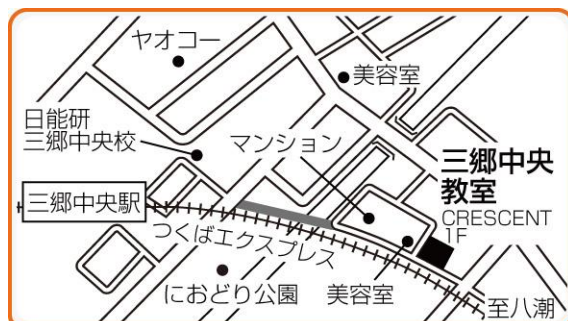 ヤオコー
美容室
日能研
三郷中央校
マンション
三郷中央
教室
CRESCENT
1F
三郷中央駅
つくばエクスプレス
におどり公園
美容室
至八潮